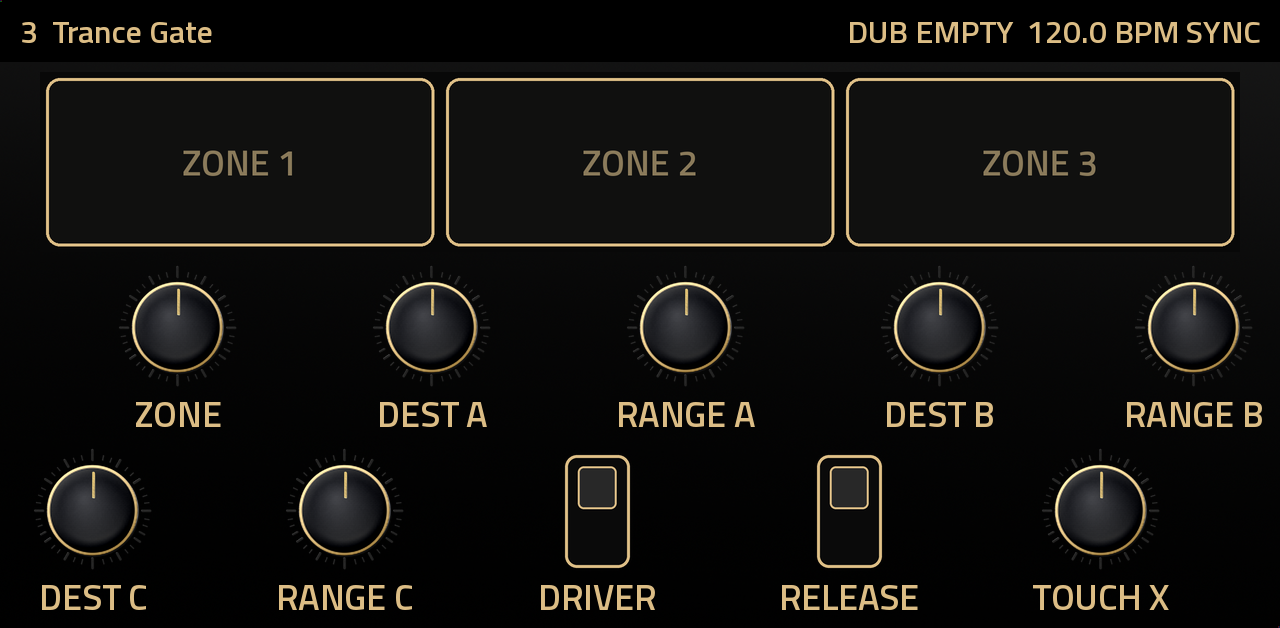 3 Trance Gate DUB EMPTY 120.0 BPM SYNC
ZONE 1 ZONE 2 ZONE 3
ZONE DEST A RANGE A DEST B RANGE B
DEST C RANGE C DRIVER RELEASE TOUCH X